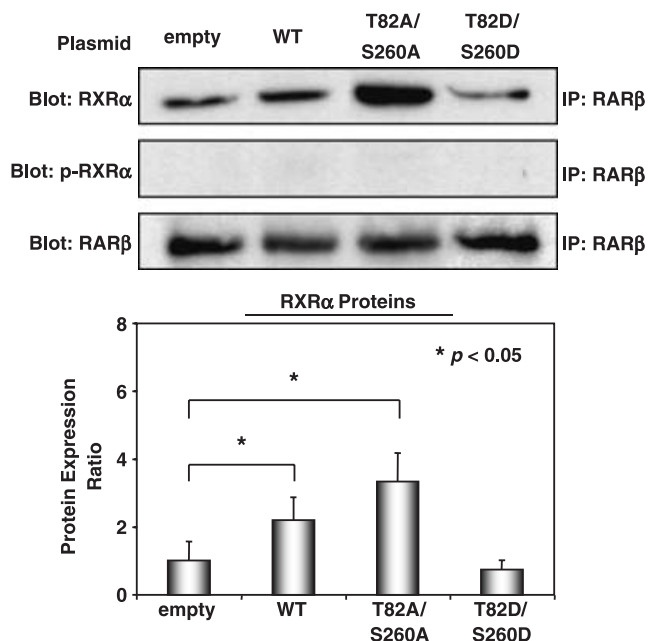 Plasmid empty WT T82A/ S260A T82D/ S260D
Blot: RXRα IP: RARβ
Blot: p-RXRα IP: RARβ
Blot: RARβ IP: RARβ
RXRα Proteins
* p < 0.05
*
*
Protein Expression
Ratio
8
6
4
2
0
empty WT T82A/ S260A T82D/ S260D